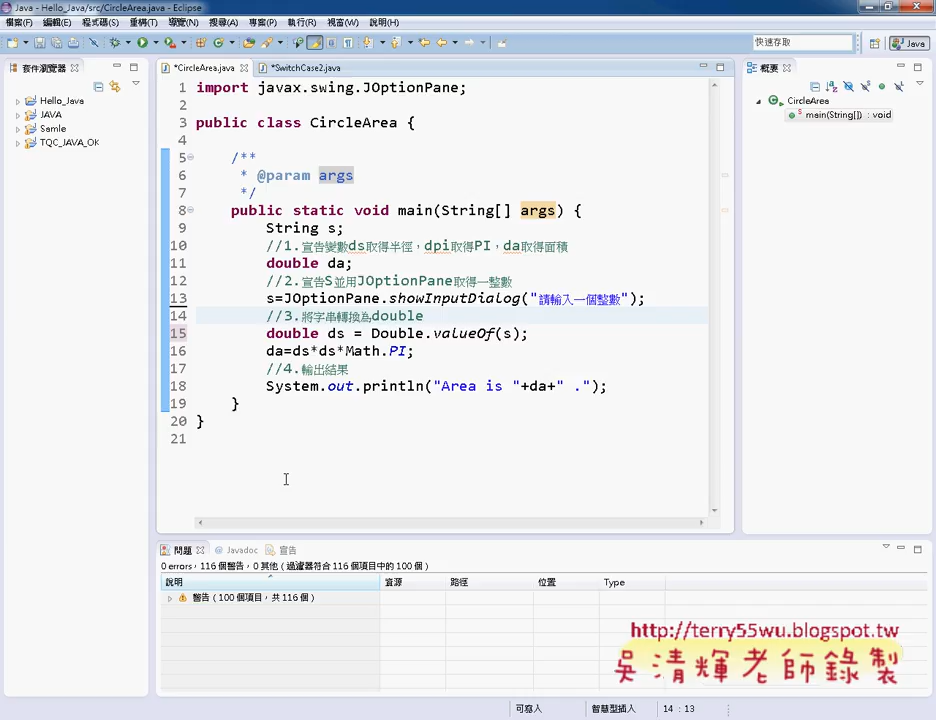 Java - Hello_Java/src/CircleArea.java - Eclipse
檔案(F) 編輯(E) 程式碼(S) 重構(T) 導覽(N) 搜尋(A) 專案(P) 執行(R) 視窗(W) 說明(H)
快速存取
Java
套件瀏覽器
Hello_Java
JAVA
Samle
TQC_JAVA_OK
*CircleArea.java
*SwitchCase2.java
1 import javax.swing.JOptionPane;
2
3 public class CircleArea {
4
5 /**
6 * @param args
7 */
8 public static void main(String[] args) {
9 String s;
10 //1.宣告變數ds取得半徑，dpi取得PI，da取得面積
11 double da;
12 //2.宣告S並用JOptionPane取得一整數
13 s=JOptionPane.showInputDialog("請輸入一個整數");
14 //3.將字串轉換為double
15 double ds = Double.valueOf(s);
16 da=ds*ds*Math.PI;
17 //4.輸出結果
18 System.out.println("Area is "+da+" .");
19 }
20 }
21
概要
CircleArea
main(String[]) : void
問題 @ Javadoc 宣告
0 errors，116 個警告，0 其他 (過濾器符合 116 個項目中的 100 個)
說明 資源 路徑 位置 Type
警告 (100 個項目，共 116 個)
http://terry55wu.blogspot.tw
吳清輝老師錄製
可寫入 智慧型插入 14 : 13